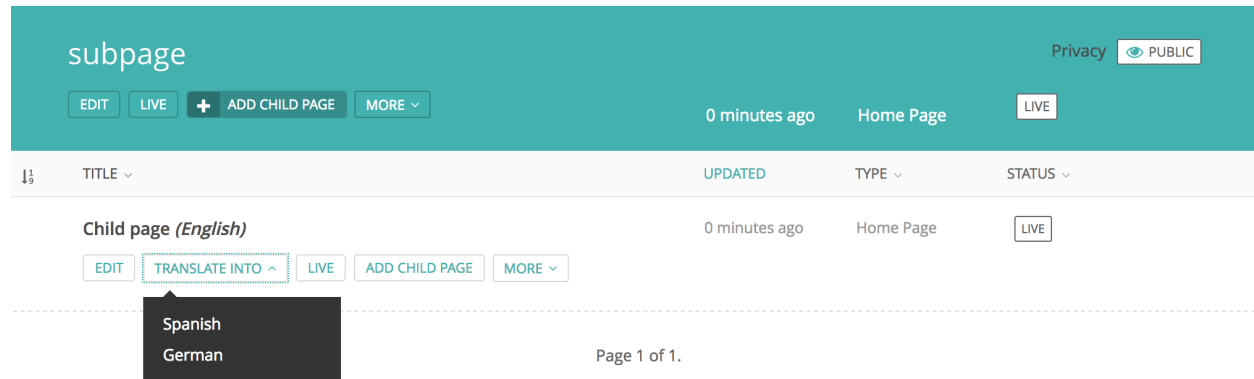 subpage
Privacy PUBLIC
EDIT LIVE ADD CHILD PAGE MORE
0 minutes ago Home Page LIVE
TITLE UPDATED TYPE STATUS
Child page (English) 0 minutes ago Home Page LIVE
EDIT TRANSLATE INTO LIVE ADD CHILD PAGE MORE
Spanish
German
Page 1 of 1.